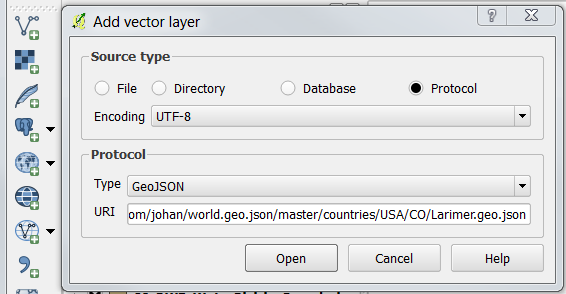 Add vector layer
?
Source type
File Directory Database Protocol
Encoding UTF-8
Protocol
Type GeoJSON
URI om/johan/world.geo.json/master/countries/USA/CO/Larimer.geo.json
Open Cancel Help